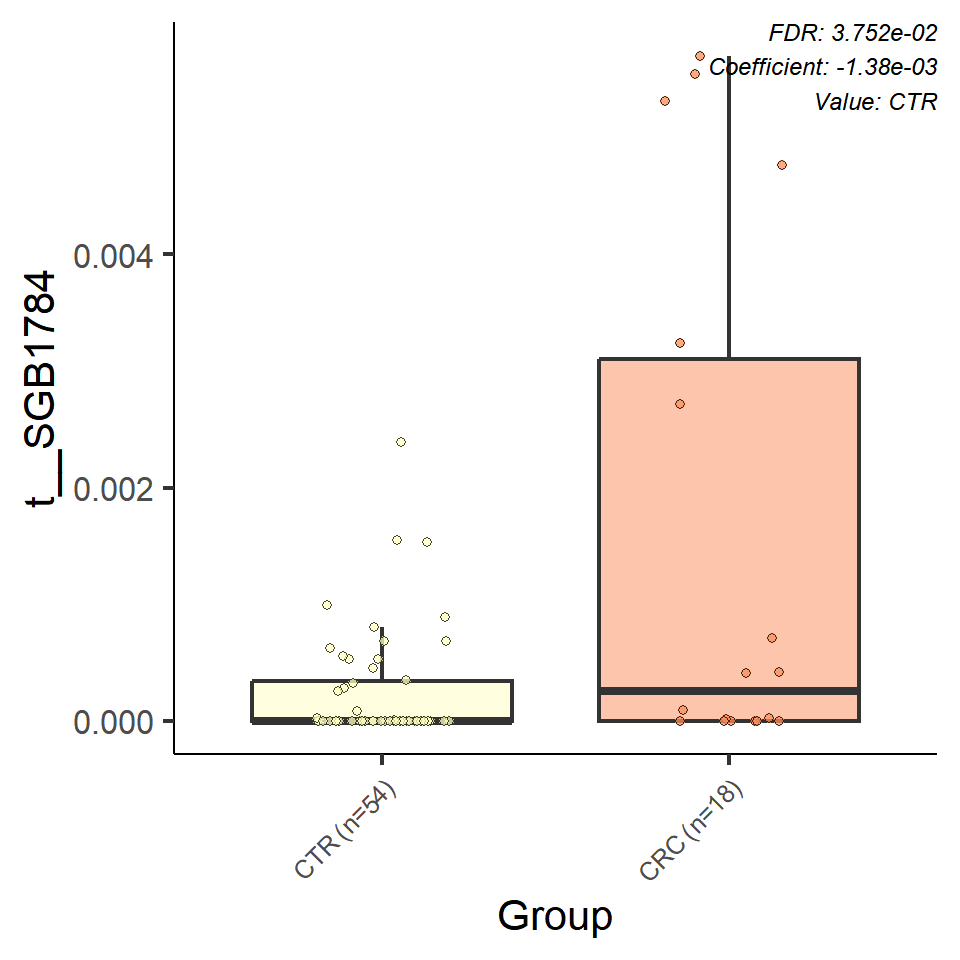 FDR: 3.752e-02
Coefficient: -1.38e-03
Value: CTR
t__SGB1784
0.004
0.002
0.000
CTR (n=54)
CRC (n=18)
Group